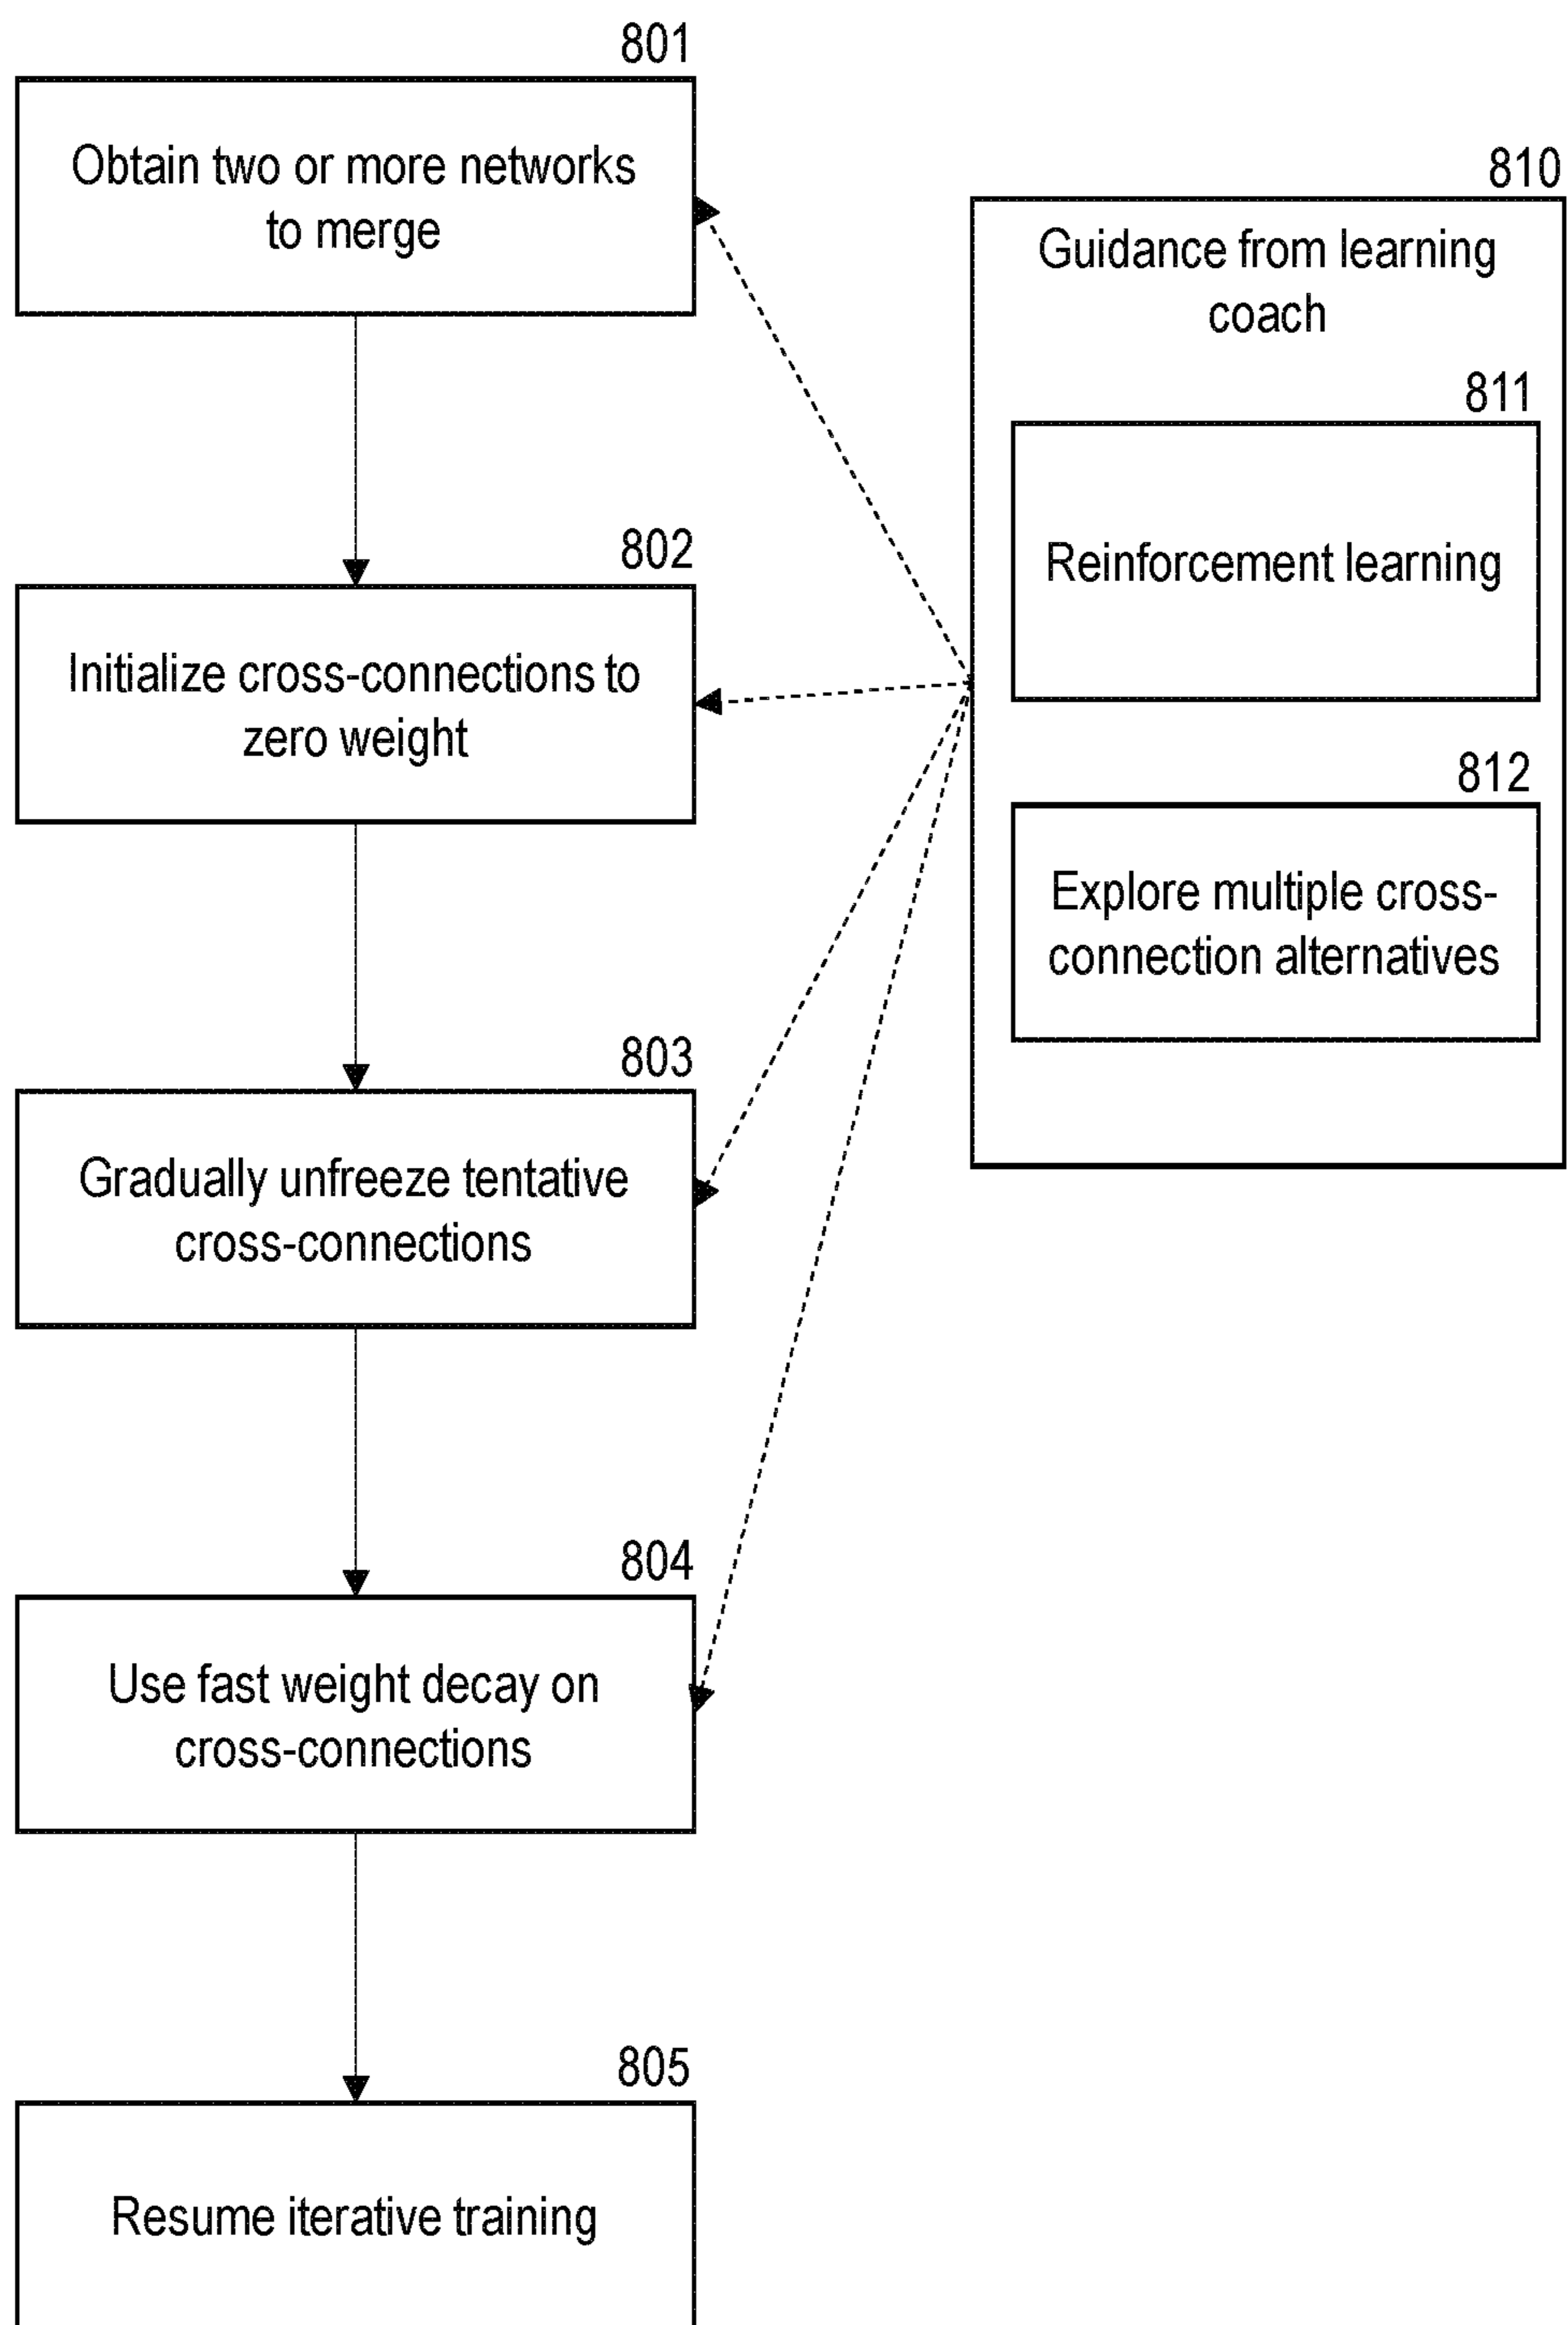 801
Obtain two or more networks
to merge
802
Initialize cross-connections to
zero weight
803
Gradually unfreeze tentative
cross-connections
804
Use fast weight decay on
cross-connections
805
Resume iterative training
810
Guidance from learning
coach
811
Reinforcement learning
812
Explore multiple cross-
connection alternatives